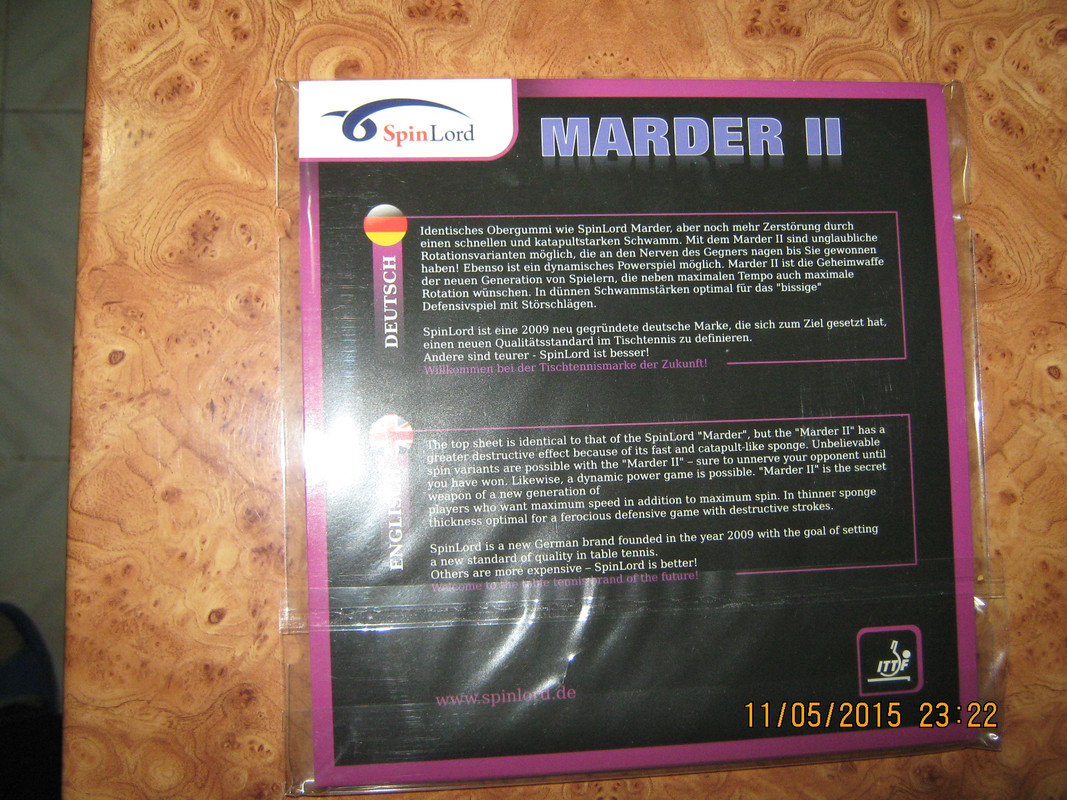 SpinLord
MARDER II
DEUTSCH
Identisches Obergummi wie SpinLord Marder, aber noch mehr Zerstörung durch
einen schnellen und katapultstarken Schwamm. Mit dem Marder II sind unglaubliche
Rotationsvarianten möglich, die an den Nerven des Gegners nagen bis Sie gewonnen
haben! Ebenso ist ein dynamisches Powerspiel möglich. Marder II ist die Geheimwaffe
der neuen Generation von Spielern, die neben maximalen Tempo auch maximale
Rotation wünschen. In dünnen Schwammstärken optimal für das "bissige"
Defensivspiel mit Störschlägen.
SpinLord ist eine 2009 neu gegründete deutsche Marke, die sich zum Ziel gesetzt hat,
einen neuen Qualitätsstandard im Tischtennis zu definieren.
Andere sind teurer - SpinLord ist besser!
Willkommen bei der Tischtennismarke der Zukunft!
ENGLISH
The top sheet is identical to that of the SpinLord "Marder", but the "Marder II" has a
greater destructive effect because of its fast and catapult-like sponge. Unbelievable
spin variants are possible with the "Marder II" – sure to unnerve your opponent until
you have won. Likewise, a dynamic power game is possible. "Marder II" is the secret
weapon of a new generation of
players who want maximum speed in addition to maximum spin. In thinner sponge
thickness optimal for a ferocious defensive game with destructive strokes.
SpinLord is a new German brand founded in the year 2009 with the goal of setting
a new standard of quality in table tennis.
Others are more expensive – SpinLord is better!
Welcome to the table tennis brand of the future!
ITTF
www.spinlord.de
11/05/2015 23:22